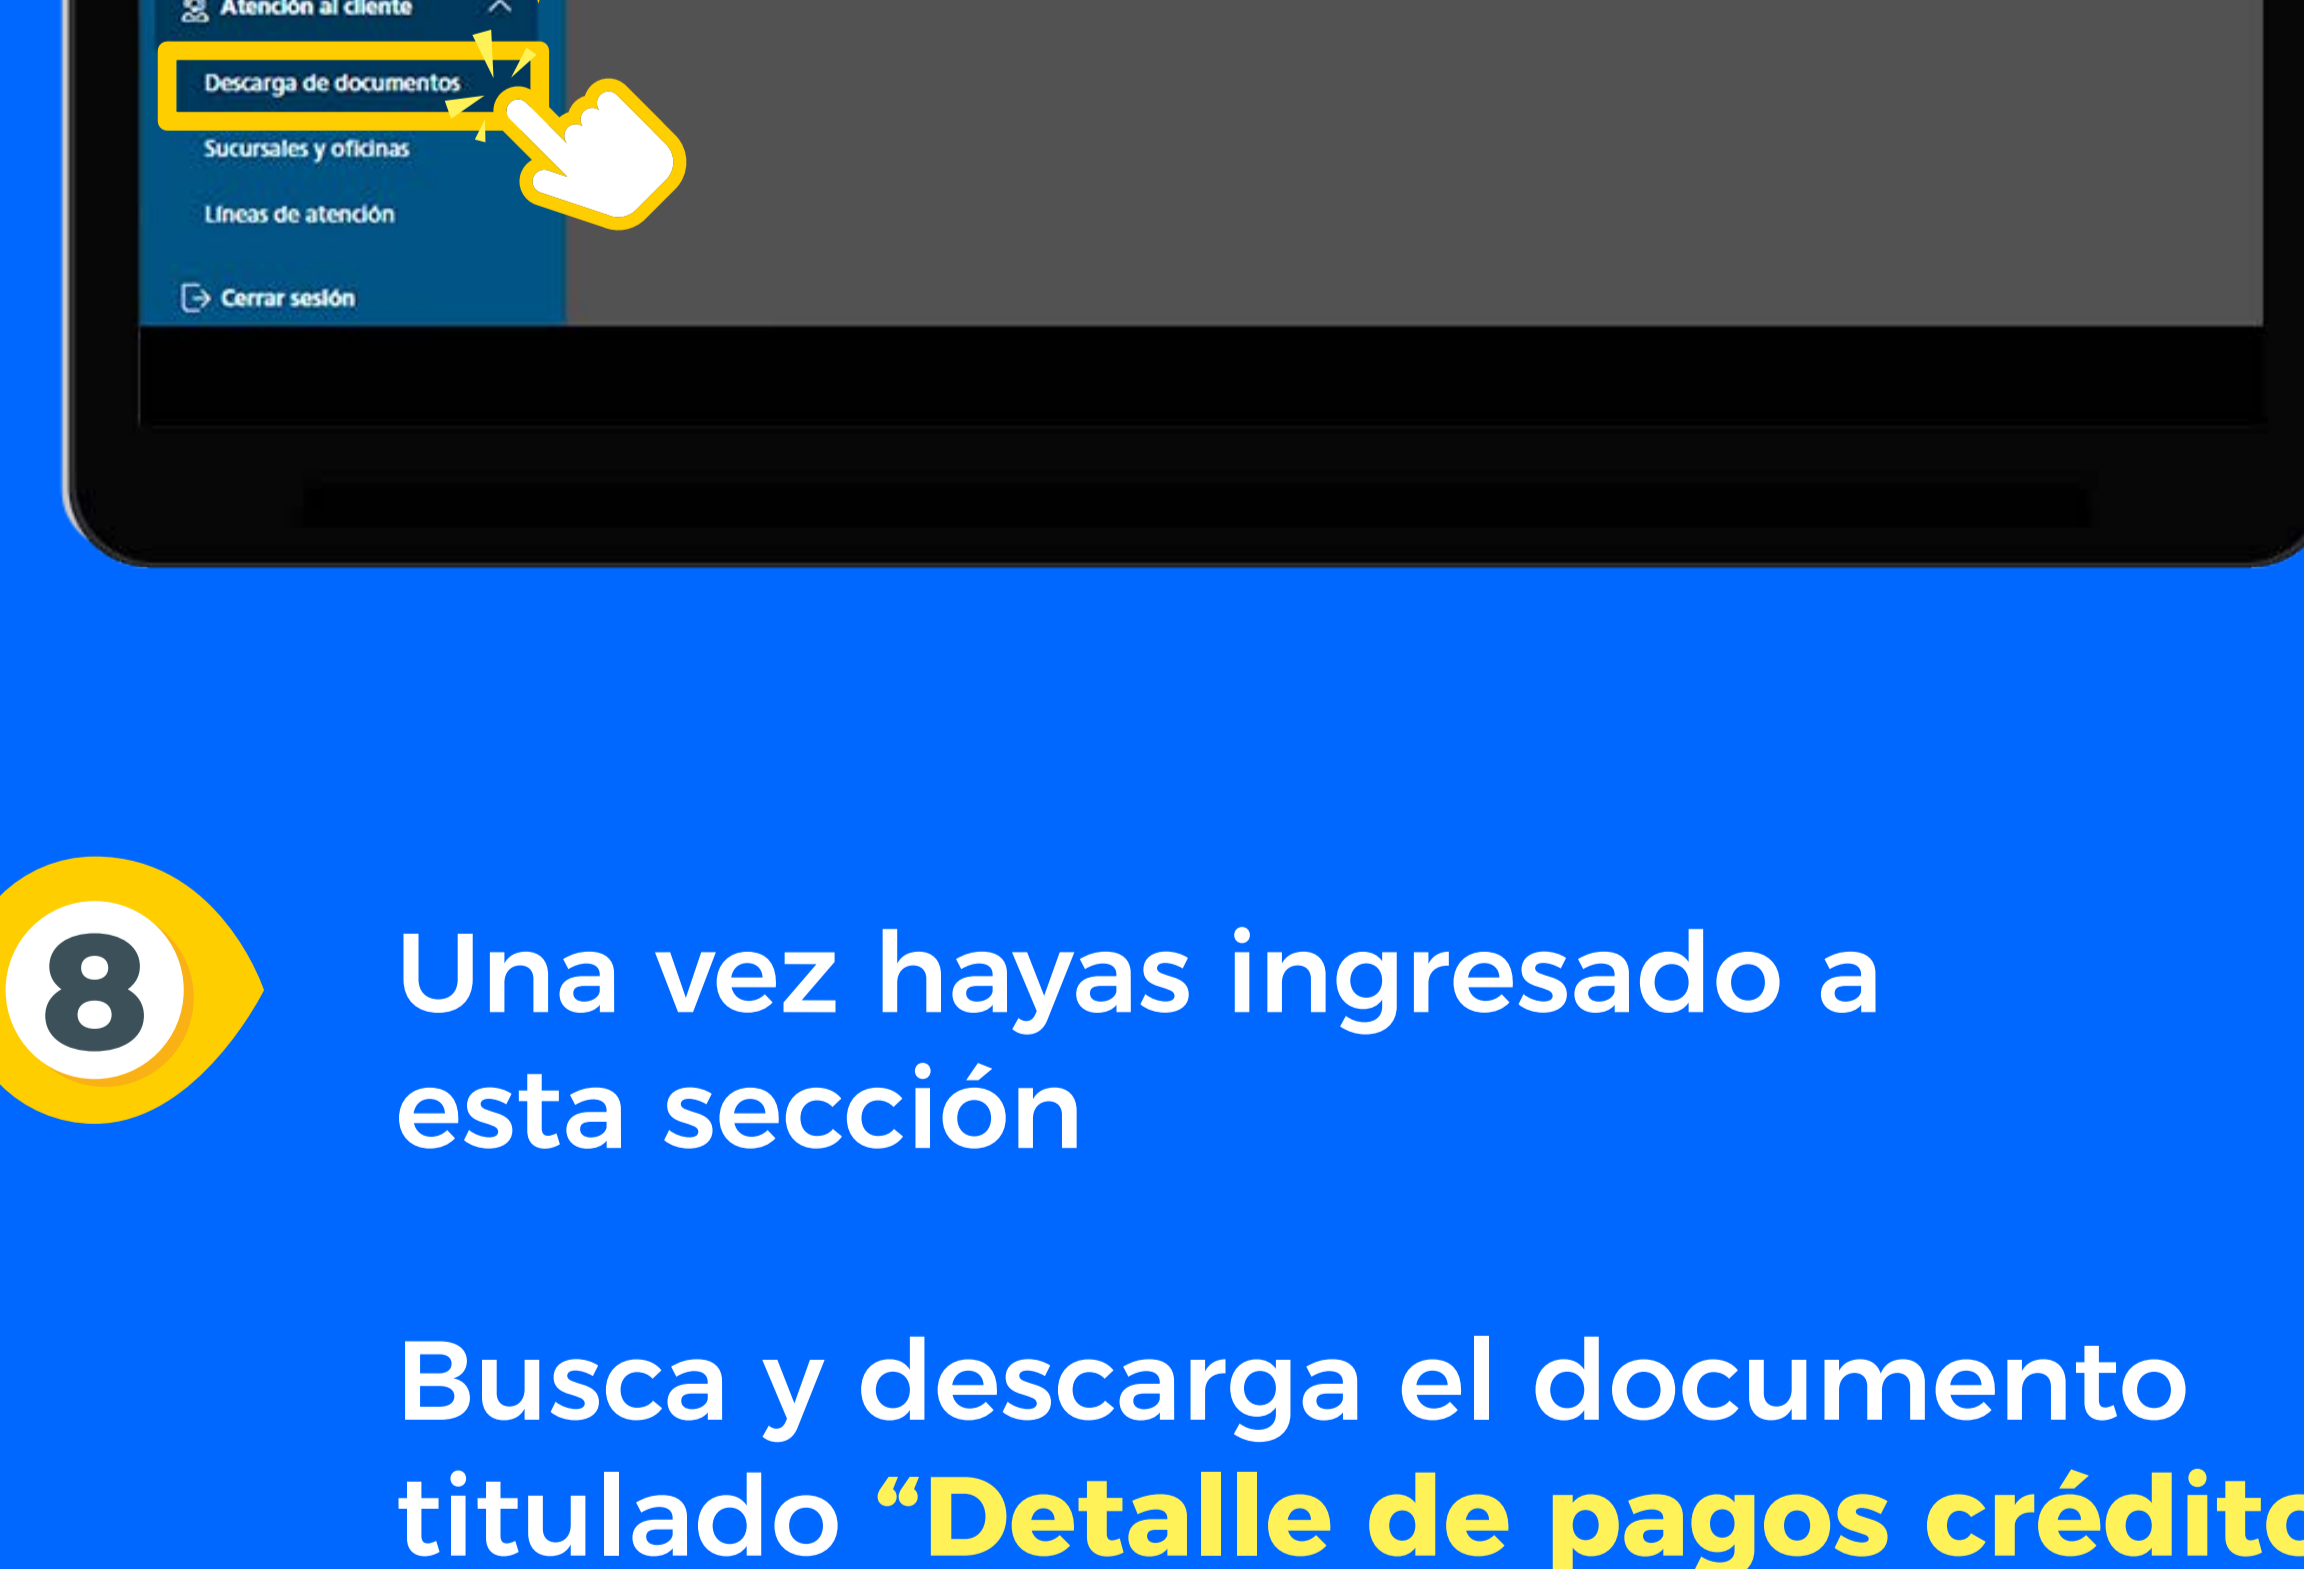 Atención al cliente
Descarga de documentos
Sucursales y oficinas
Líneas de atención
Cerrar sesión
8
Una vez hayas ingresado a
esta sección
Busca y descarga el documento
titulado “Detalle de pagos crédito